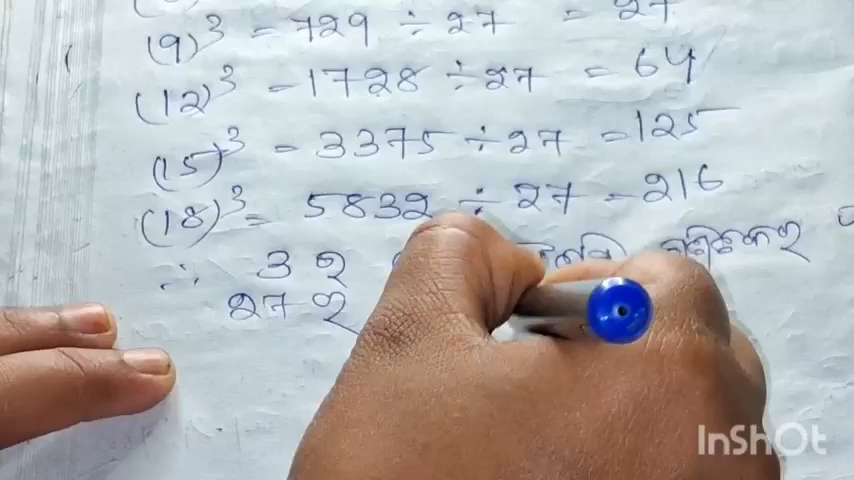 (9)³ = 729 ÷ 27 = 27
(12)³ = 1728 ÷ 27 = 64
(15)³ = 3375 ÷ 27 = 125
(18)³ = 5832 ÷ 27 = 216
∴ 3 ର
27 ର
InShOt